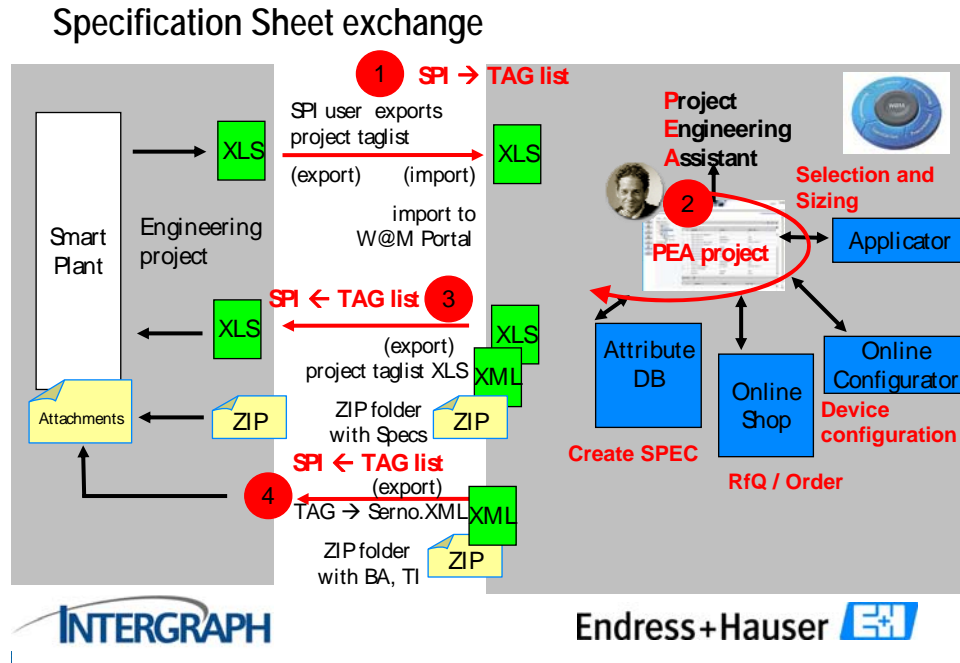 Specification Sheet exchange
1 SPI → TAG list
SPI user exports
project taglist
(export) (import)
import to
W@M Portal
XLS
XLS
Smart
Plant
Engineering
project
Project
Engineering
Assistant
2
PEA project
W@M
Selection and
Sizing
Applicator
SPI ← TAG list 3
XLS
(export)
project taglist XLS
XLS
XML
ZIP folder
with Specs
ZIP
ZIP
Attachments
Attribute
DB
Create SPEC
Online
Shop
RfQ / Order
Online
Configurator
Device
configuration
SPI ← TAG list
(export)
4
TAG → Serno.XML
XML
ZIP folder
with BA, TI
ZIP
INTERGRAPH
Endress+Hauser EH